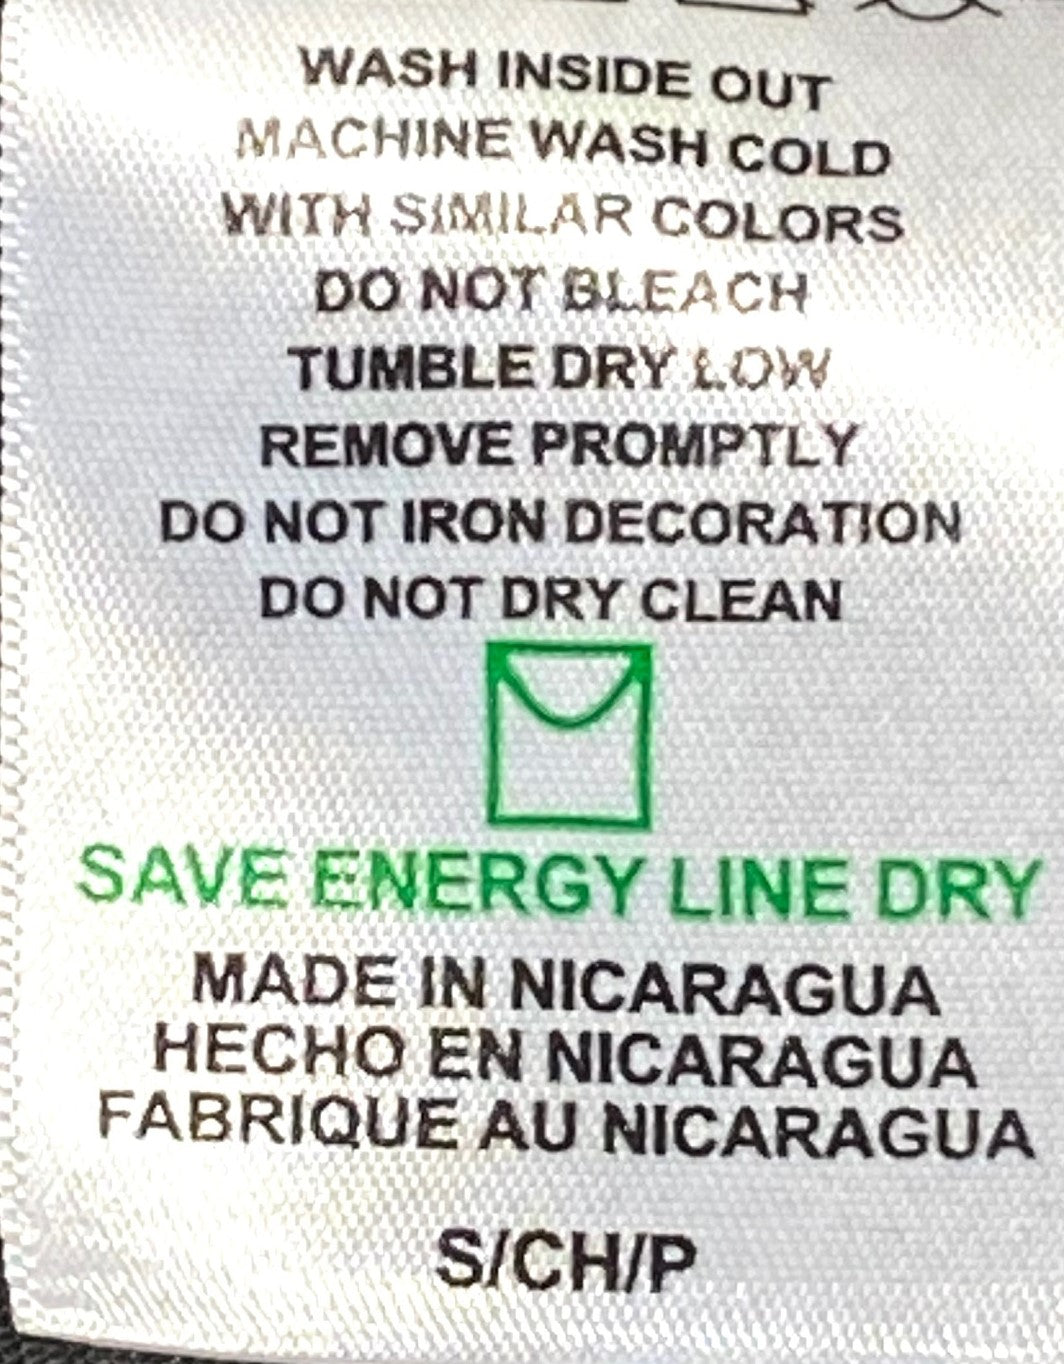 WASH INSIDE OUT
MACHINE WASH COLD
WITH SIMILAR COLORS
DO NOT BLEACH
TUMBLE DRY LOW
REMOVE PROMPTLY
DO NOT IRON DECORATION
DO NOT DRY CLEAN
SAVE ENERGY LINE DRY
MADE IN NICARAGUA
HECHO EN NICARAGUA
FABRIQUE AU NICARAGUA
S/CH/P